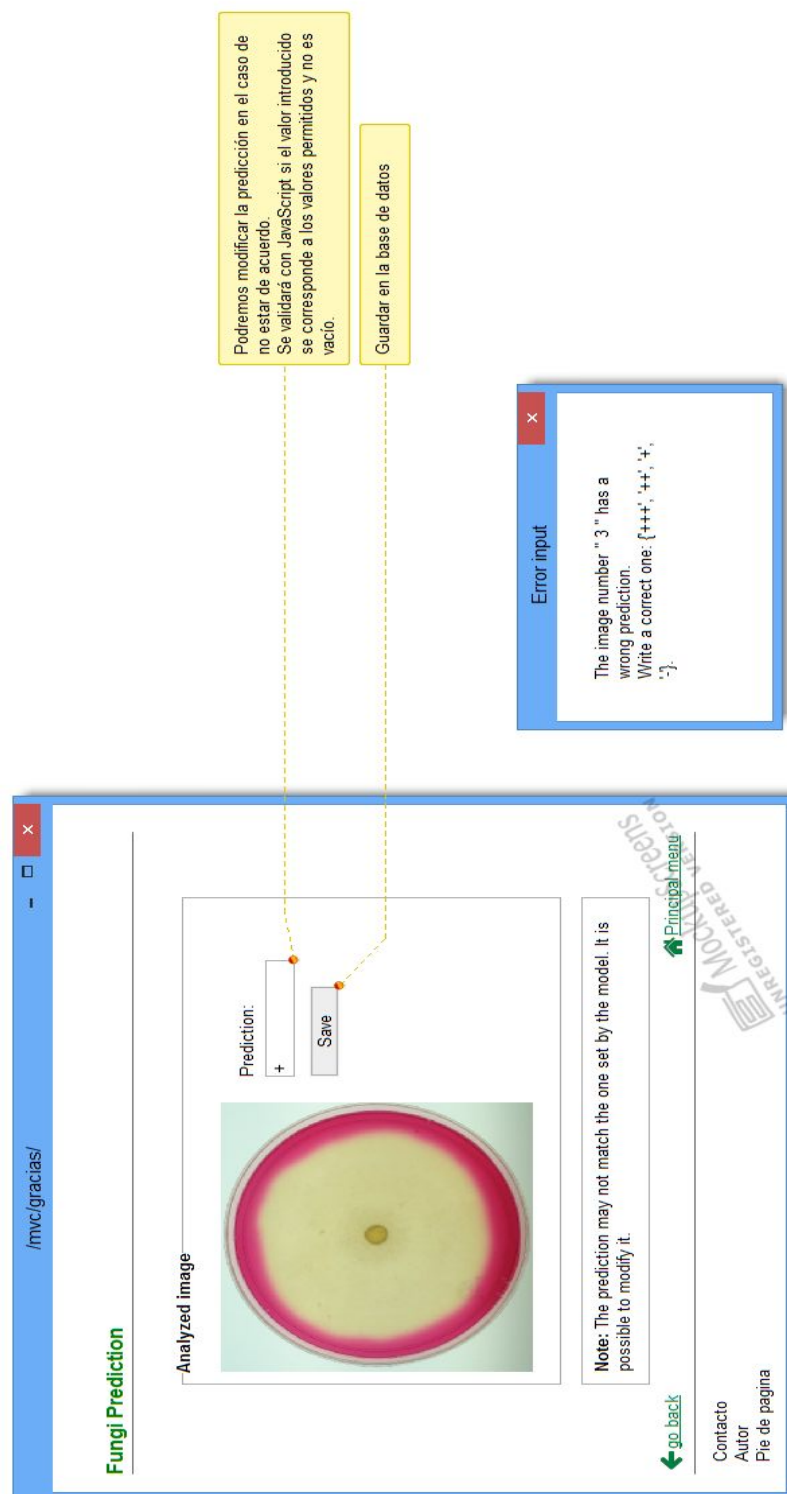 /mvc/gracias/
Fungi Prediction
Analyzed image
Prediction:
+
Save
Note: The prediction may not match the one set by the model. It is
possible to modify it.
go back
Principal menu
Contacto
Autor
Pie de pagina
MockupScreens
UNREGISTERED VERSION
Podremos modificar la predicción en el caso de
no estar de acuerdo.
Se validará con JavaScript si el valor introducido
se corresponde a los valores permitidos y no es
vacío.
Guardar en la base de datos
Error input
The image number " 3 " has a
wrong prediction.
Write a correct one: {'+++', '++', '+',
'-}.